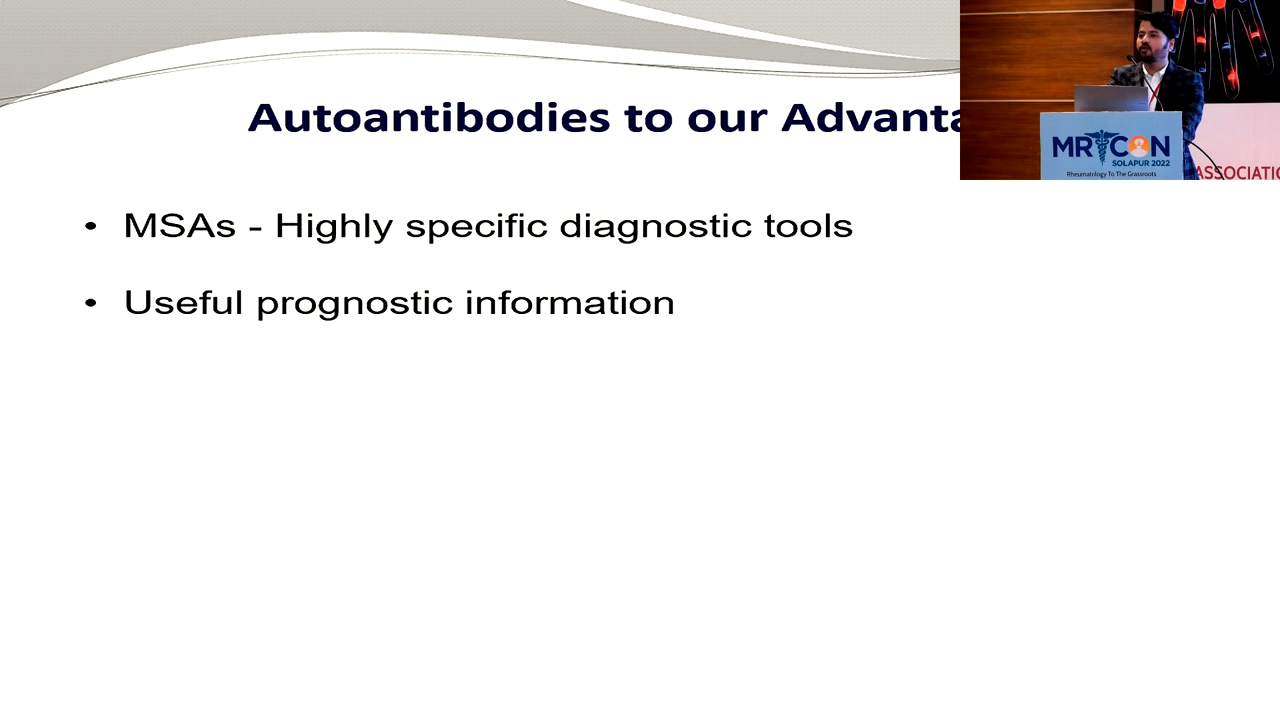 Autoantibodies to our Advanta
• MSAs - Highly specific diagnostic tools
• Useful prognostic information
MRCON
SOLAPUR 2022
Rheumatology To The Grassroots
ASSOCIATIO